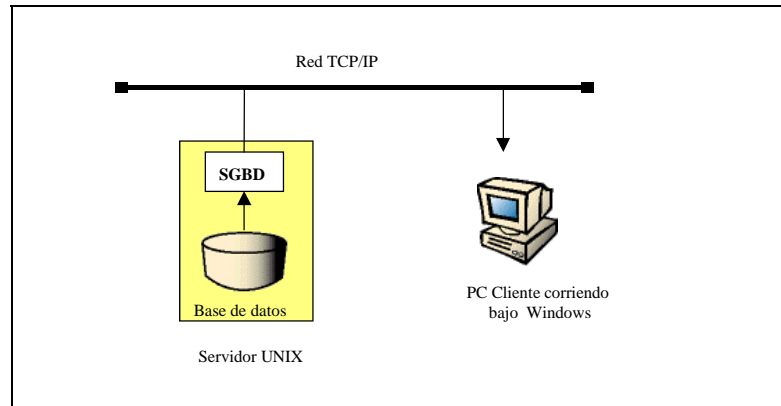 Red TCP/IP
SGBD
Base de datos
Servidor UNIX
PC Cliente corriendo
bajo Windows